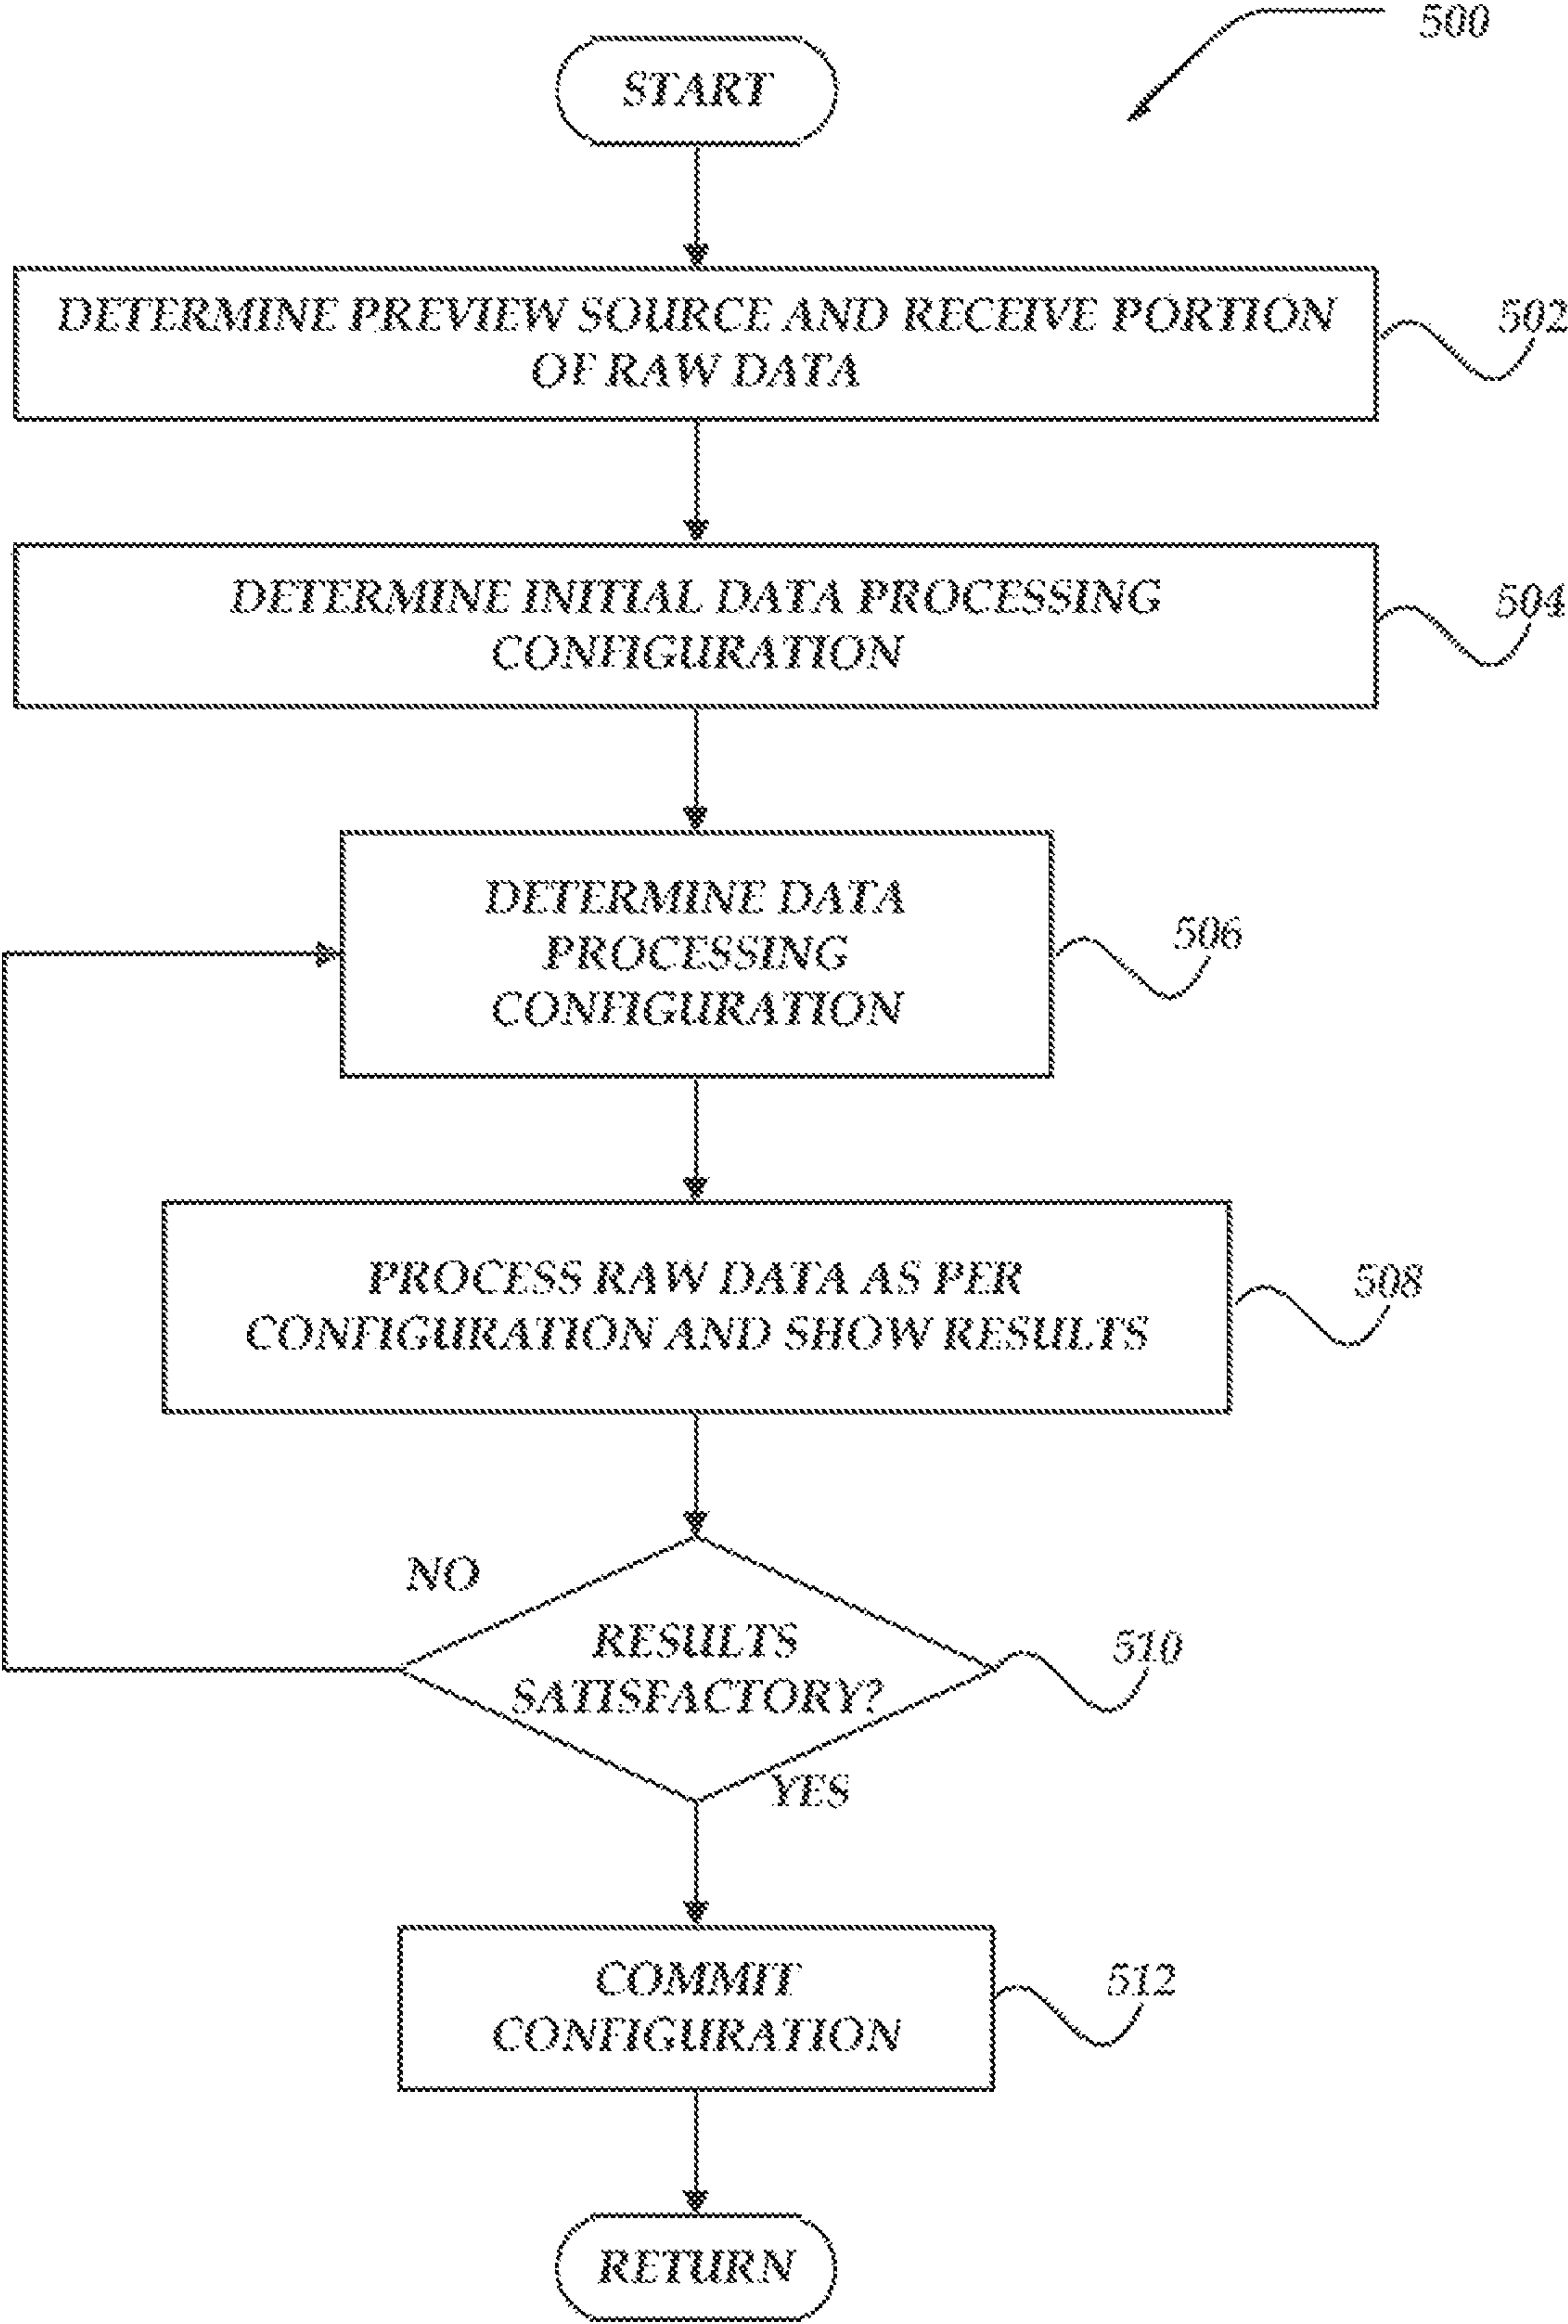 500
START
DETERMINE PREVIEW SOURCE AND RECEIVE PORTION
OF RAW DATA
502
DETERMINE INITIAL DATA PROCESSING
CONFIGURATION
504
DETERMINE DATA
PROCESSING
CONFIGURATION
506
PROCESS RAW DATA AS PER
CONFIGURATION AND SHOW RESULTS
508
NO
RESULTS
SATISFACTORY?
510
YES
COMMIT
CONFIGURATION
512
RETURN